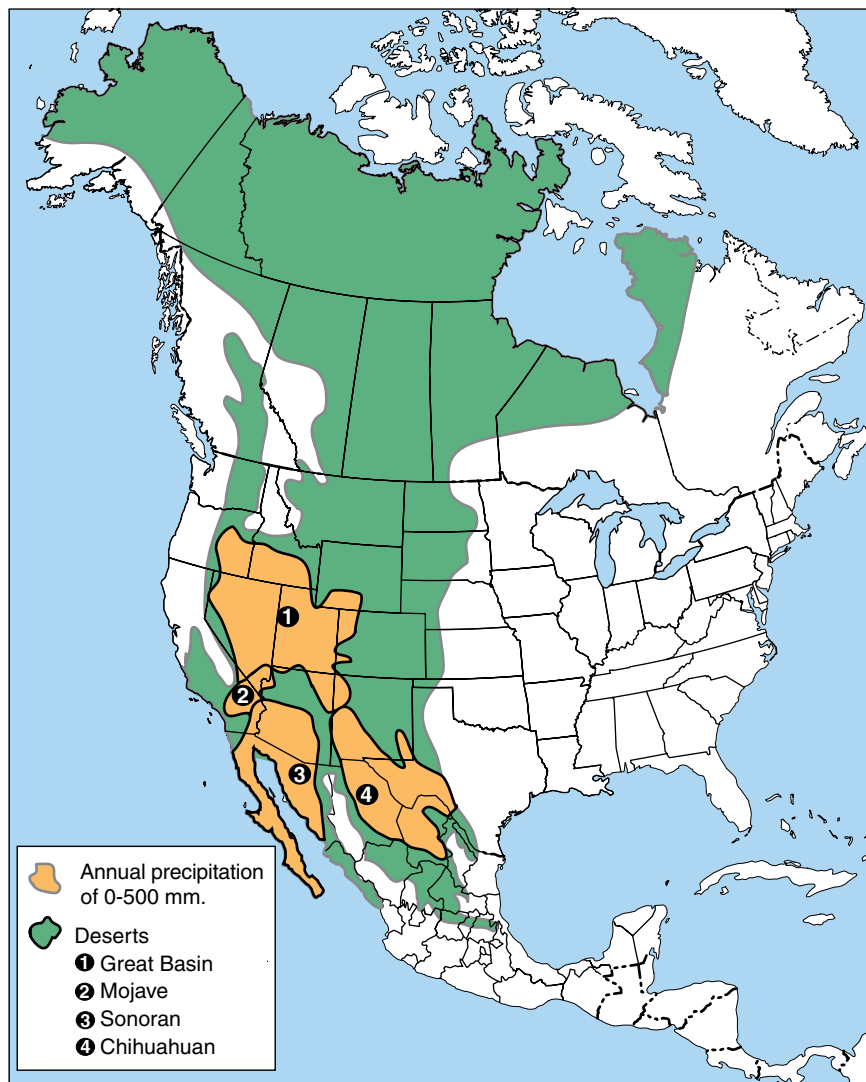 1
2
3
4
Annual precipitation
of 0-500 mm.
Deserts
1 Great Basin
2 Mojave
3 Sonoran
4 Chihuahuan